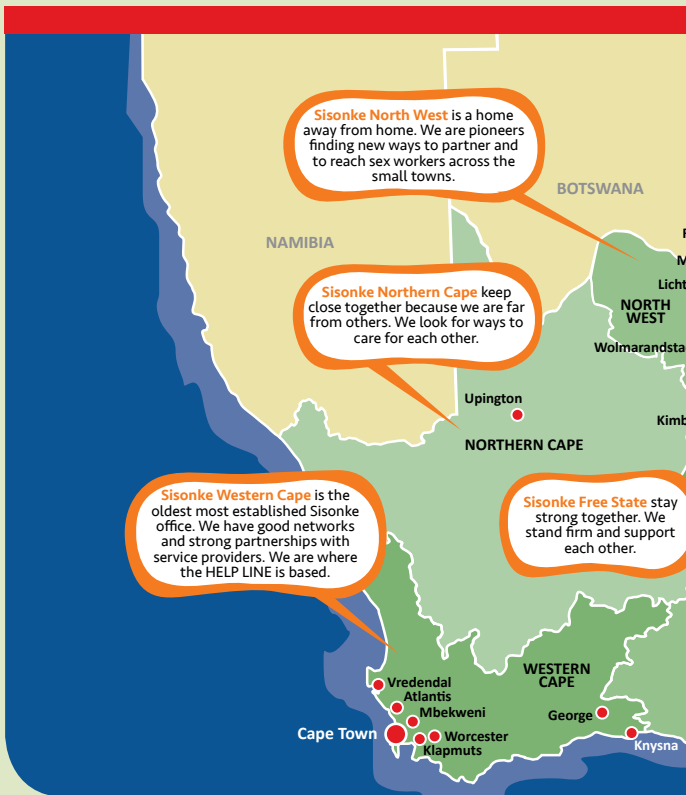 Sisonke North West is a home
away from home. We are pioneers
finding new ways to partner and
to reach sex workers across the
small towns.
BOTSWANA
NAMIBIA
Sisonke Northern Cape keep
close together because we are far
from others. We look for ways to
care for each other.
Licht
NORTH
WEST
Wolmarandsta
Upington
Kimb
NORTHERN CAPE
Sisonke Western Cape is the
oldest most established Sisonke
office. We have good networks
and strong partnerships with
service providers. We are where
the HELP LINE is based.
Sisonke Free State stay
strong together. We
stand firm and support
each other.
WESTERN
CAPE
Vredendal
Atlantis
Mbekweni
George
Cape Town
Worcester
Klapmuts
Knysna